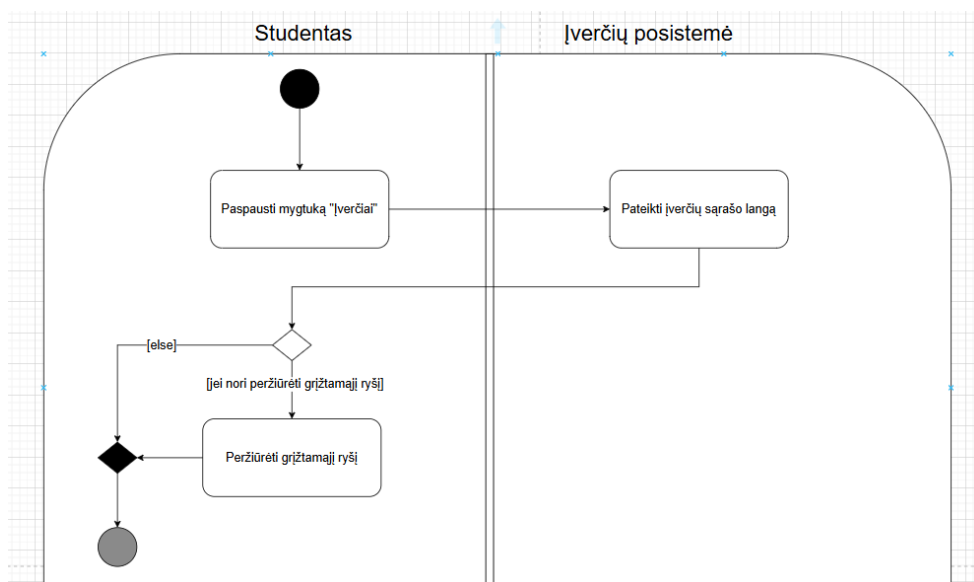 Studentas
Įverčių posistemė
Paspausti mygtuką "Įverčiai"
Pateikti įverčių sąrašo langą
[else]
[jei nori peržiūrėti grįžtamąjį ryšį]
Peržiūrėti grįžtamąjį ryšį